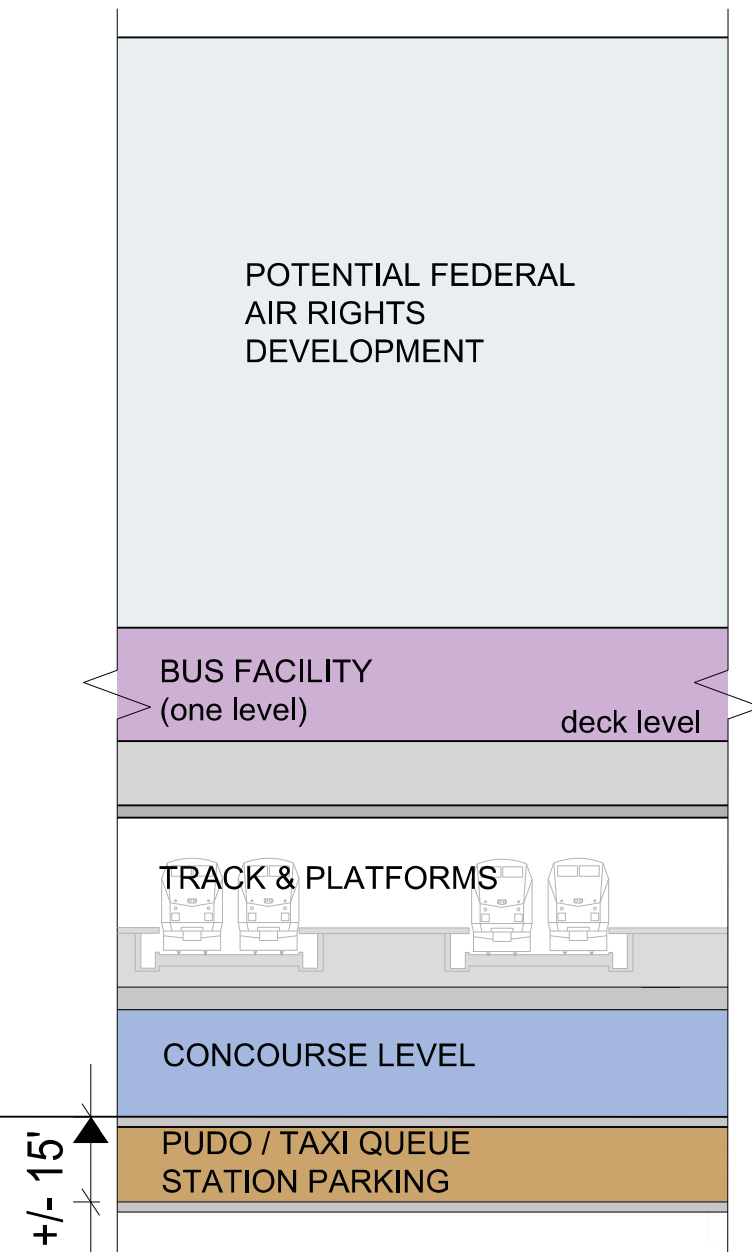 POTENTIAL FEDERAL
AIR RIGHTS
DEVELOPMENT
BUS FACILITY
(one level)
deck level
TRACK & PLATFORMS
CONCOURSE LEVEL
PUDO / TAXI QUEUE
STATION PARKING
+/- 15'